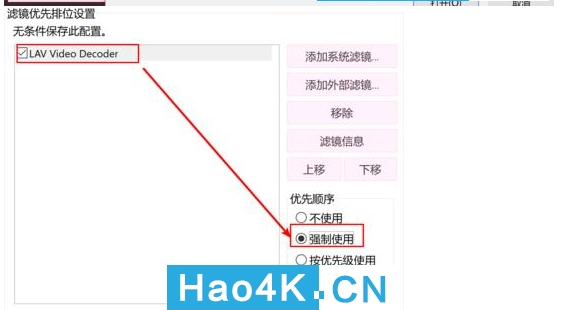 打开(O)
取消
滤镜优先排位设置
无条件保存此配置。
LAV Video Decoder
添加系统滤镜...
添加外部滤镜...
移除
滤镜信息
上移
下移
优先顺序
不使用
强制使用
按优先级使用
Hao4K.CN